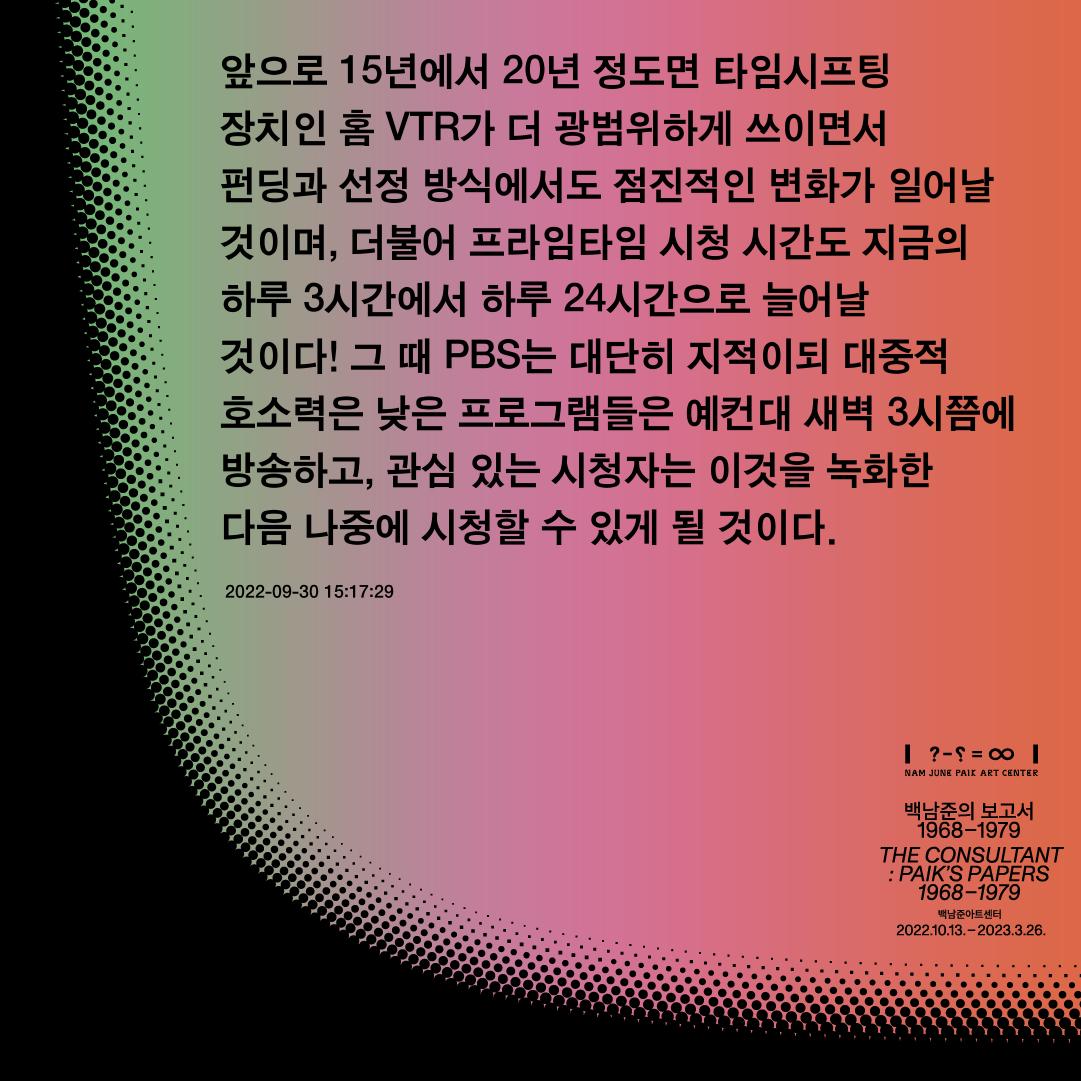 앞으로 15년에서 20년 정도면 타임시프팅
장치인 홈 VTR가 더 광범위하게 쓰이면서
펀딩과 선정 방식에서도 점진적인 변화가 일어날
것이며, 더불어 프라임타임 시청 시간도 지금의
하루 3시간에서 하루 24시간으로 늘어날
것이다! 그 때 PBS는 대단히 지적이되 대중적
호소력은 낮은 프로그램들은 예컨대 새벽 3시쯤에
방송하고, 관심 있는 시청자는 이것을 녹화한
다음 나중에 시청할 수 있게 될 것이다.
2022-09-30 15:17:29
?-␚=∞
NAM JUNE PAIK ART CENTER
백남준의 보고서
1968–1979
THE CONSULTANT
: PAIK'S PAPERS
1968–1979
백남준아트센터
2022.10.13. – 2023.3.26.